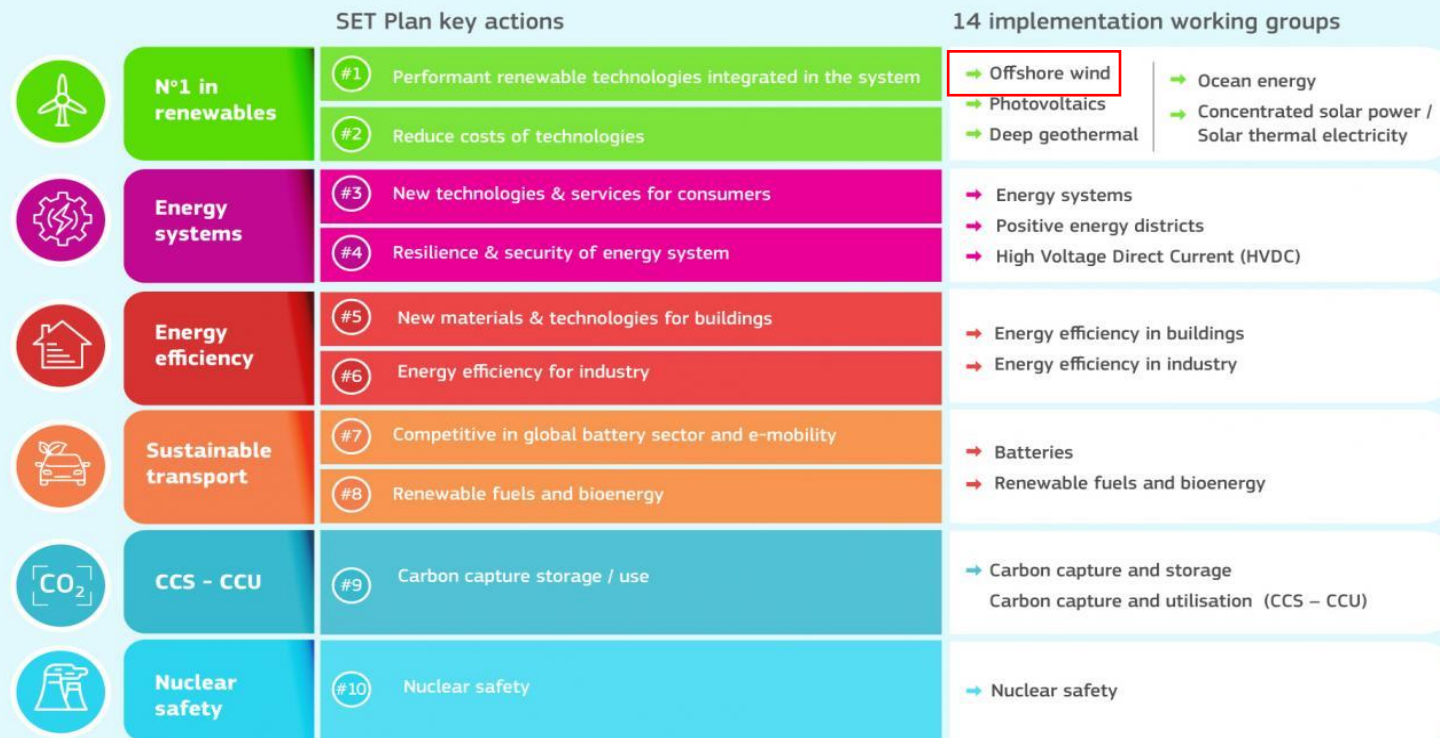 SET Plan key actions
14 implementation working groups
N°1 in
renewables
#1
Performant renewable technologies integrated in the system
#2
Reduce costs of technologies
➞ Offshore wind
➞ Photovoltaics
➞ Deep geothermal
➞ Ocean energy
➞ Concentrated solar power /
Solar thermal electricity
Energy
systems
#3
New technologies & services for consumers
#4
Resilience & security of energy system
➞ Energy systems
➞ Positive energy districts
➞ High Voltage Direct Current (HVDC)
Energy
efficiency
#5
New materials & technologies for buildings
#6
Energy efficiency for industry
➞ Energy efficiency in buildings
➞ Energy efficiency in industry
Sustainable
transport
#7
Competitive in global battery sector and e-mobility
#8
Renewable fuels and bioenergy
➞ Batteries
➞ Renewable fuels and bioenergy
CO₂
CCS - CCU
#9
Carbon capture storage / use
➞ Carbon capture and storage
Carbon capture and utilisation (CCS – CCU)
Nuclear
safety
#10
Nuclear safety
➞ Nuclear safety